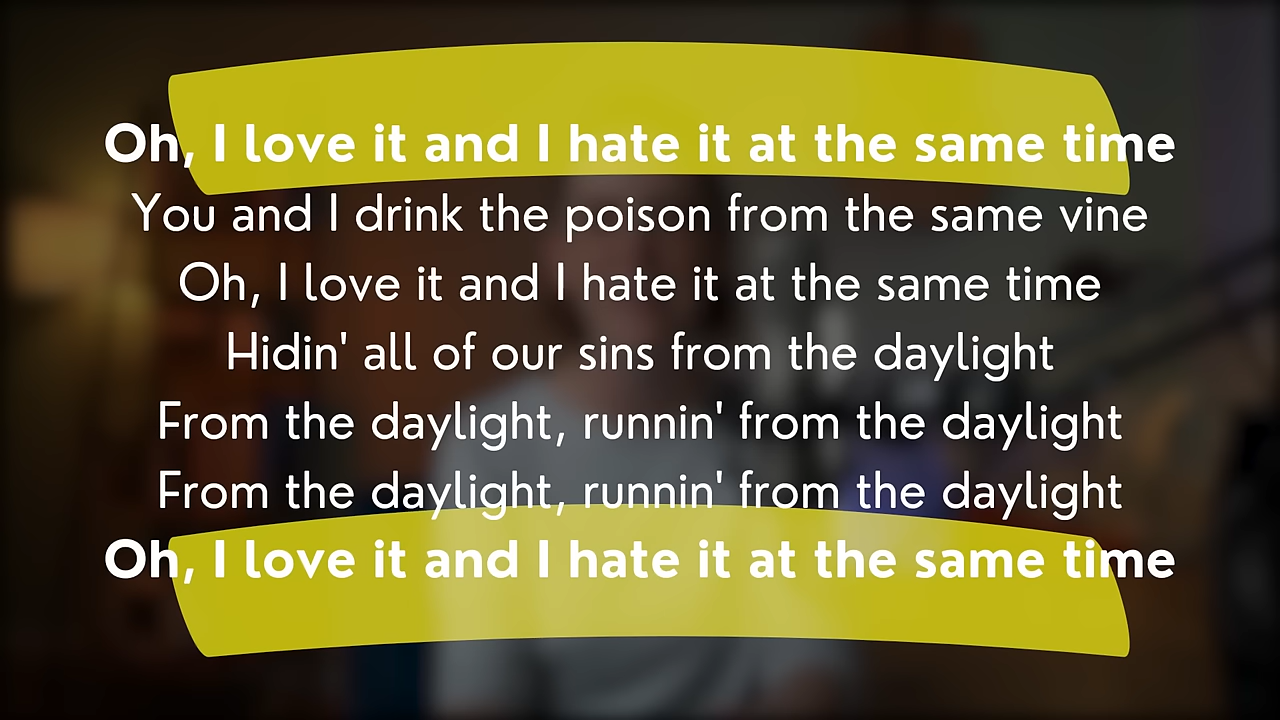 Oh, I love it and I hate it at the same time
You and I drink the poison from the same vine
Oh, I love it and I hate it at the same time
Hidin' all of our sins from the daylight
From the daylight, runnin' from the daylight
From the daylight, runnin' from the daylight
Oh, I love it and I hate it at the same time